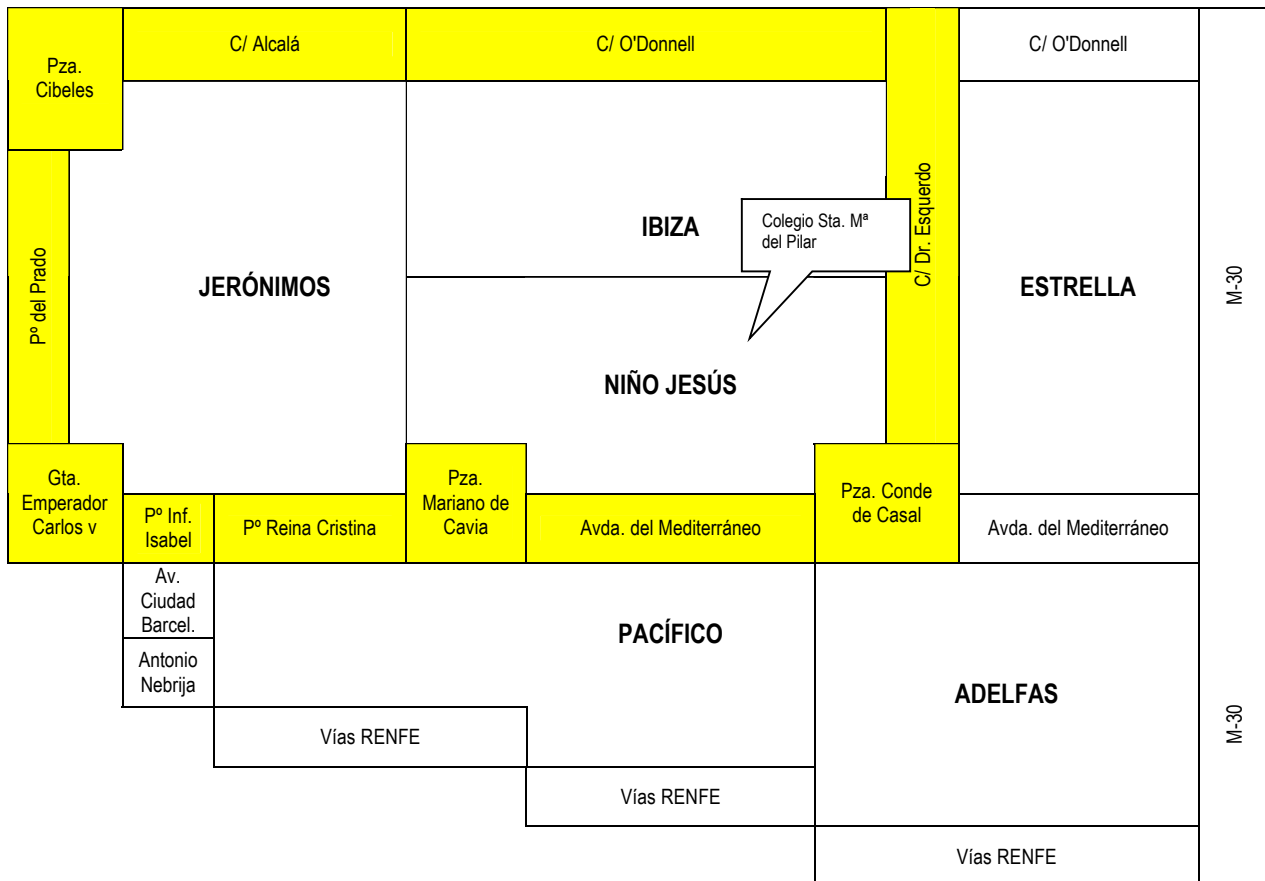 C/ Alcalá
C/ O'Donnell
C/ O'Donnell
Pza.
Cibeles
Pº del Prado
JERÓNIMOS
IBIZA
Colegio Sta. Mª
del Pilar
C/ Dr. Esquerdo
ESTRELLA
M-30
NIÑO JESÚS
Gta.
Emperador
Carlos v
Pº Inf.
Isabel
Pº Reina Cristina
Pza.
Mariano de
Cavia
Avda. del Mediterráneo
Pza. Conde
de Casal
Avda. del Mediterráneo
Av.
Ciudad
Barcel.
Antonio
Nebrija
PACÍFICO
ADELFAS
M-30
Vías RENFE
Vías RENFE
Vías RENFE